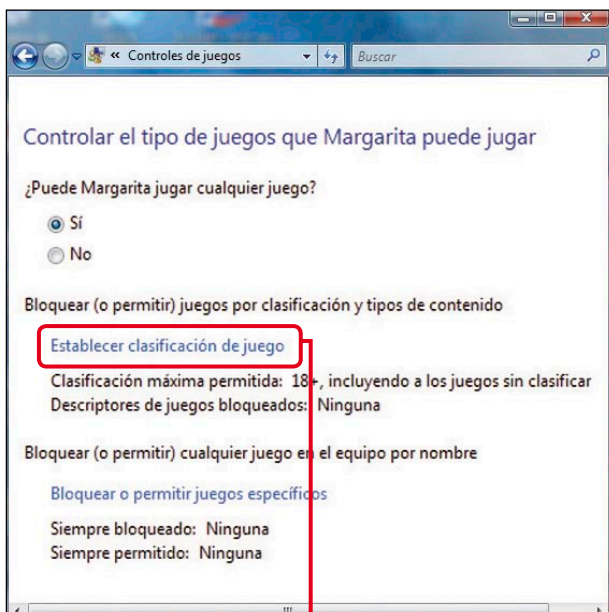 « Controles de juegos
Buscar
Controlar el tipo de juegos que Margarita puede jugar
¿Puede Margarita jugar cualquier juego?
Sí
No
Bloquear (o permitir) juegos por clasificación y tipos de contenido
Establecer clasificación de juego
Clasificación máxima permitida: 18+, incluyendo a los juegos sin clasificar
Descriptores de juegos bloqueados: Ninguna
Bloquear (o permitir) cualquier juego en el equipo por nombre
Bloquear o permitir juegos específicos
Siempre bloqueado: Ninguna
Siempre permitido: Ninguna